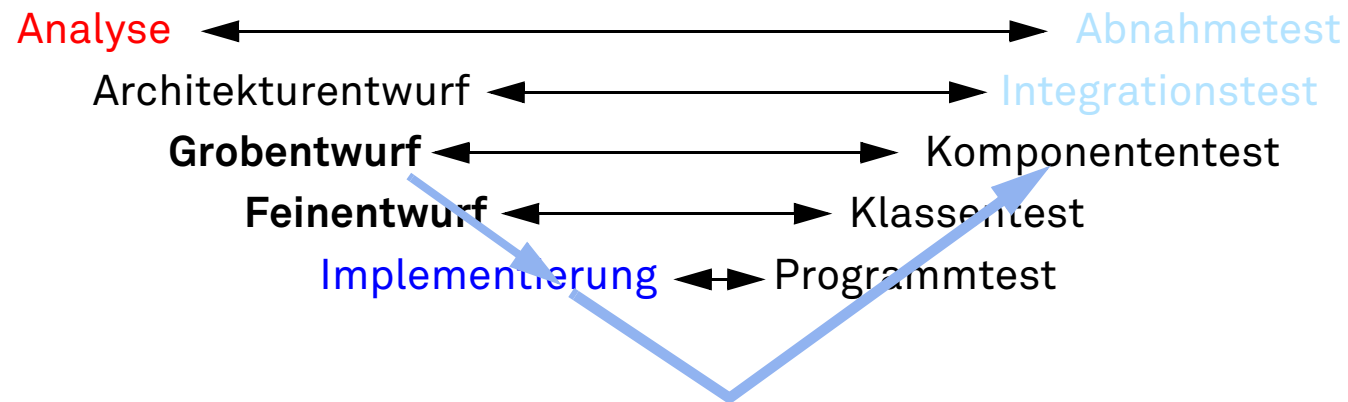 Analyse Abnahmetest
Architekturentwurf Integrationstest
Grobentwurf Komponententest
Feinentwurf Klassentest
Implementierung Programmtest